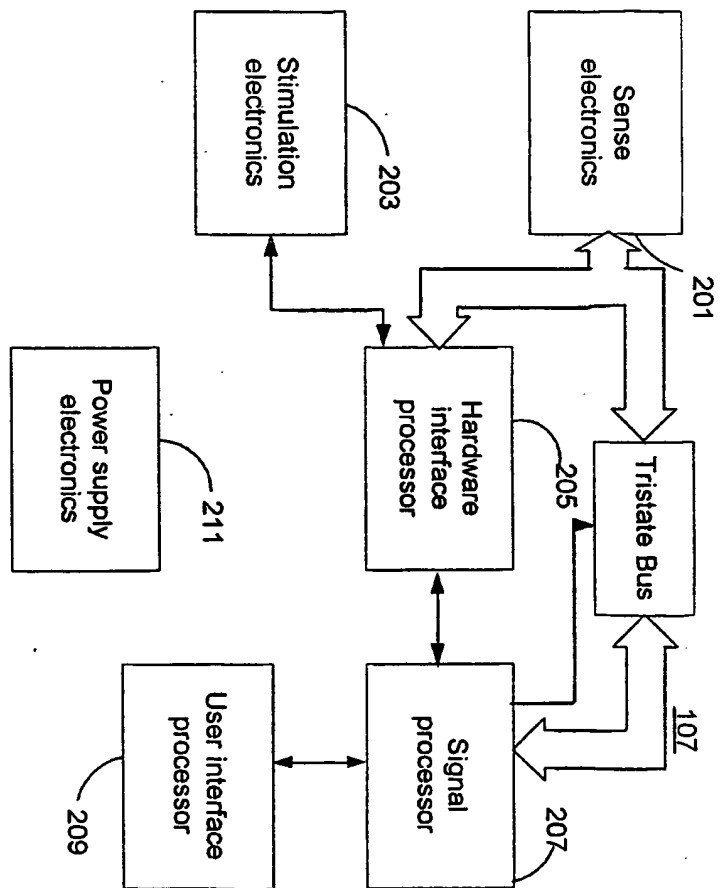 Sense
electronics
201
Tristate Bus
107
Stimulation
electronics
203
Hardware
interface
processor
205
Signal
processor
207
Power supply
electronics
211
User interface
processor
209